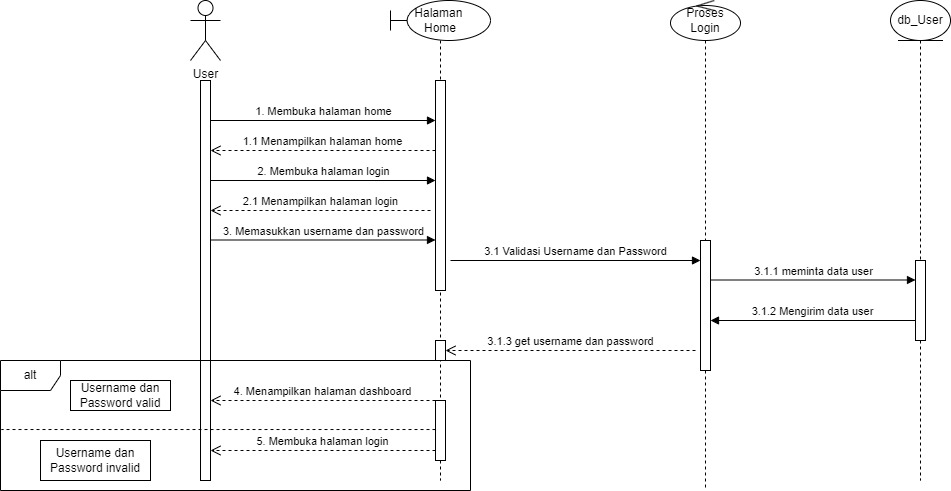 Halaman
Home
Proses
Login
db_User
User
1. Membuka halaman home
1.1 Menampilkan halaman home
2. Membuka halaman login
2.1 Menampilkan halaman login
3. Memasukkan username dan password
3.1 Validasi Username dan Password
3.1.1 meminta data user
3.1.2 Mengirim data user
3.1.3 get username dan password
alt
Username dan
Password valid
4. Menampilkan halaman dashboard
5. Membuka halaman login
Username dan
Password invalid